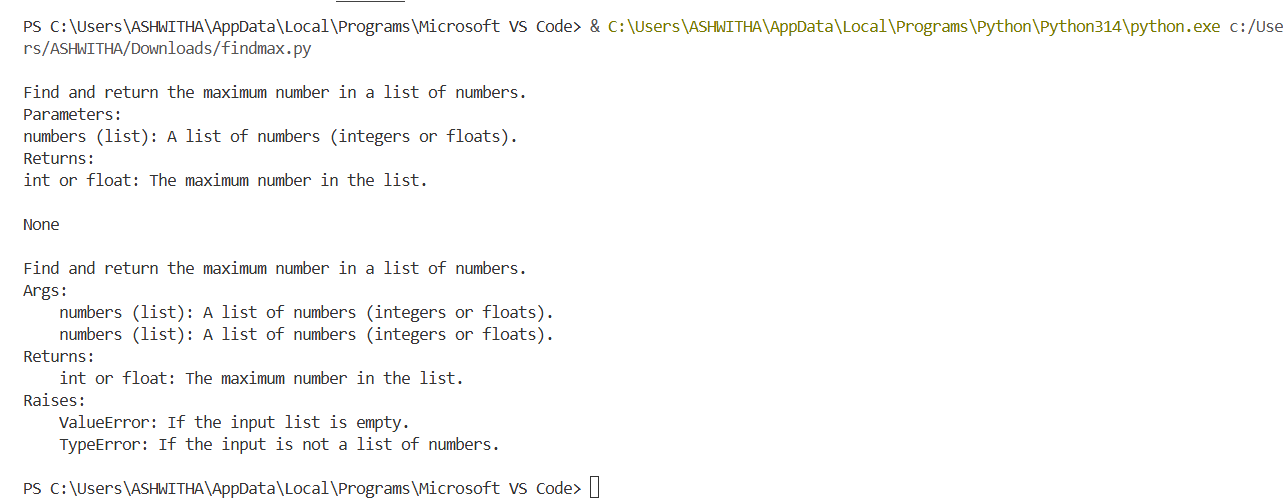 PS C:\Users\ASHWITHA\AppData\Local\Programs\Microsoft VS Code> & C:\Users\ASHWITHA\AppData\Local\Programs\Python\Python314\python.exe c:/Use
rs/ASHWITHA/Downloads/findmax.py
Find and return the maximum number in a list of numbers.
Parameters:
numbers (list): A list of numbers (integers or floats).
Returns:
int or float: The maximum number in the list.
None
Find and return the maximum number in a list of numbers.
Args:
    numbers (list): A list of numbers (integers or floats).
    numbers (list): A list of numbers (integers or floats).
Returns:
    int or float: The maximum number in the list.
Raises:
    ValueError: If the input list is empty.
    TypeError: If the input is not a list of numbers.
PS C:\Users\ASHWITHA\AppData\Local\Programs\Microsoft VS Code>